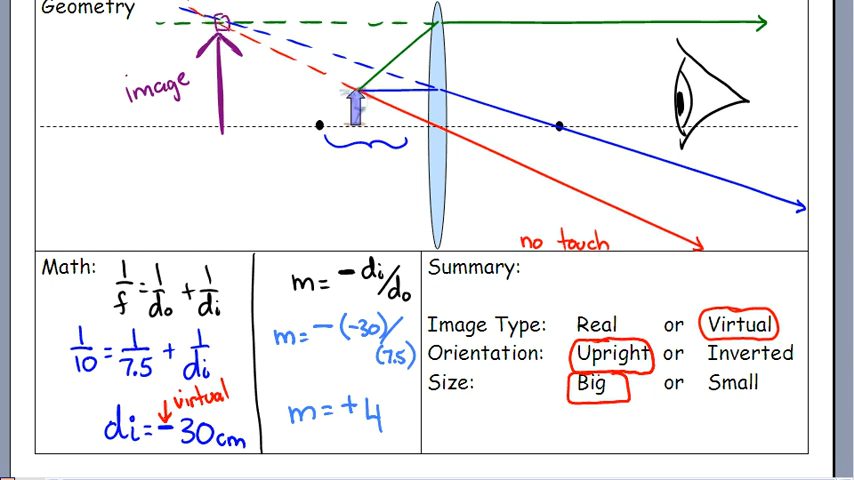 Geometry
image
no touch
Math:
1/f = 1/do + 1/di
1/10 = 1/7.5 + 1/di
virtual
di = -30cm
m = -di/do
m = -(-30)/(7.5)
m = +4
Summary:
Image Type: Real or Virtual
Orientation: Upright or Inverted
Size: Big or Small